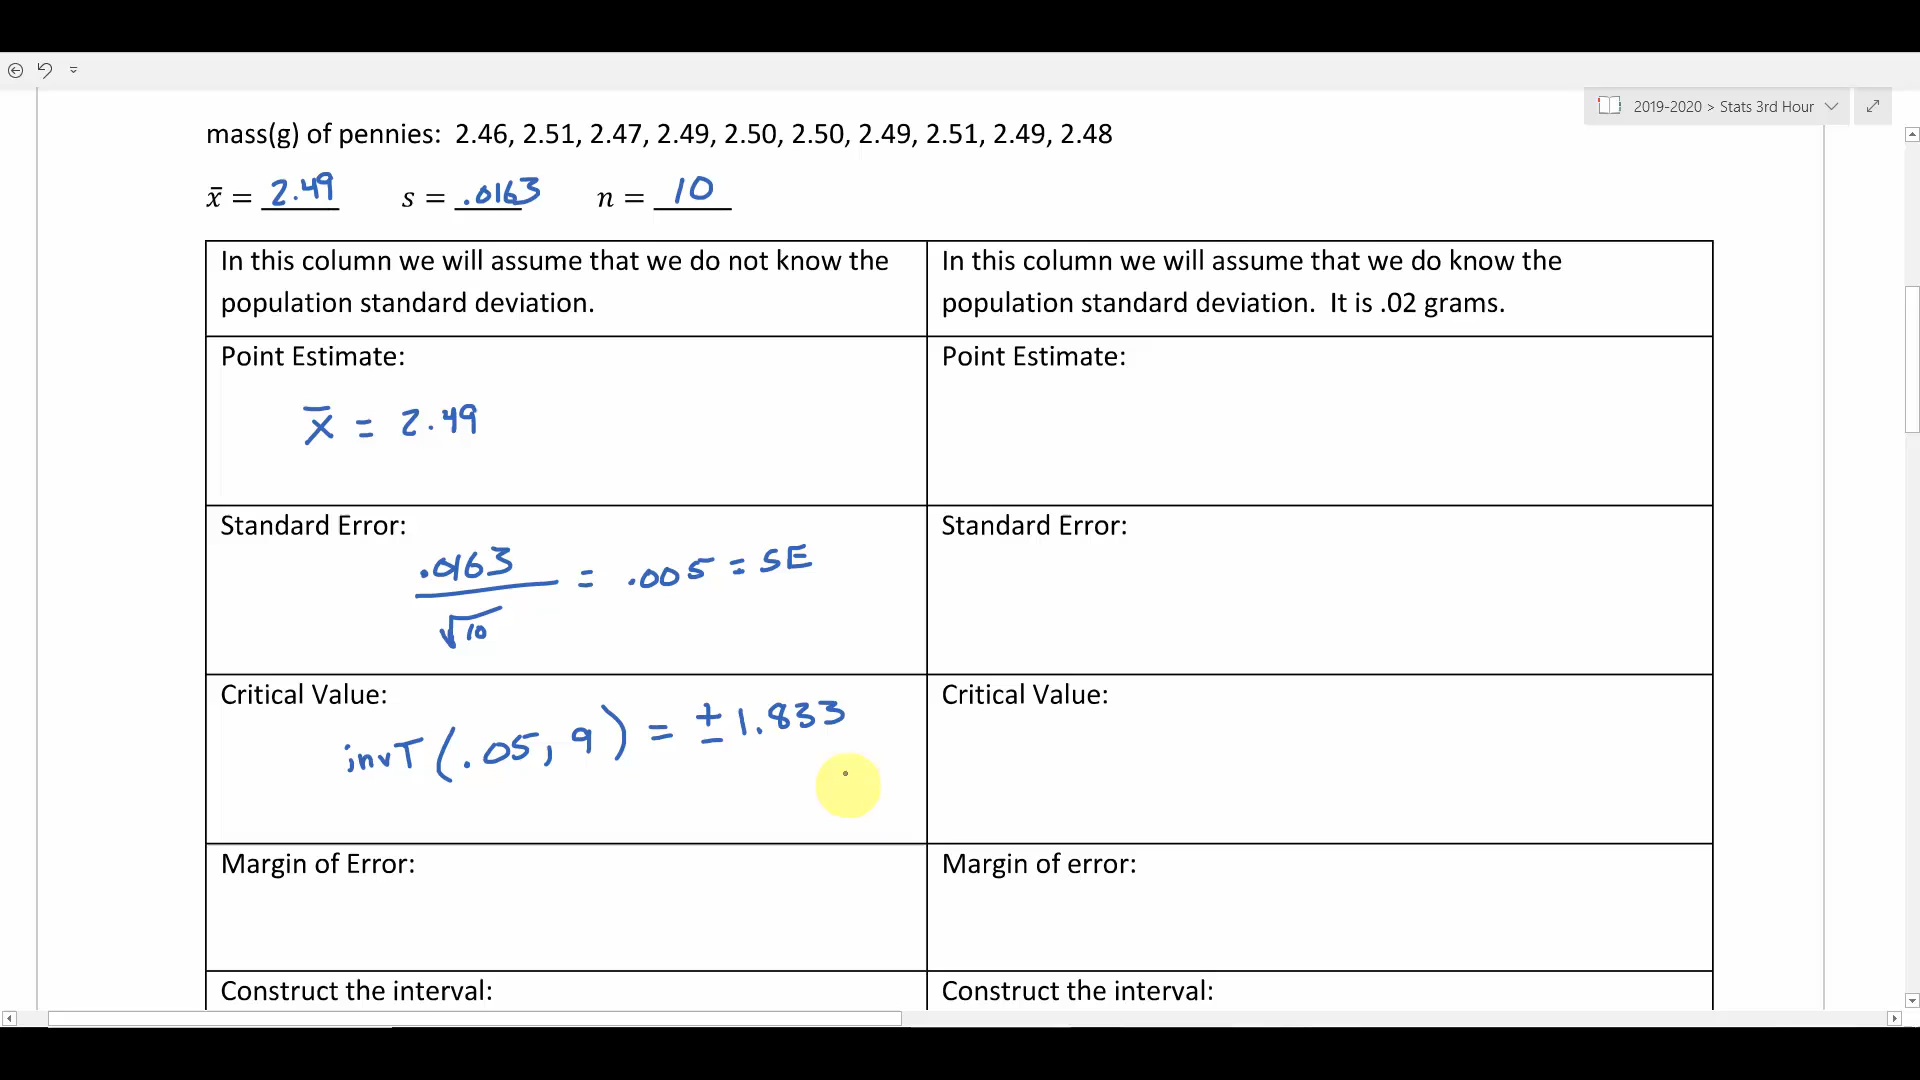 2019-2020 > Stats 3rd Hour
mass(g) of pennies: 2.46, 2.51, 2.47, 2.49, 2.50, 2.50, 2.49, 2.51, 2.49, 2.48
x̄ = 2.49 s = .0163 n = 10
In this column we will assume that we do not know the
population standard deviation.
In this column we will assume that we do know the
population standard deviation. It is .02 grams.
Point Estimate:
x̄ = 2.49
Point Estimate:
Standard Error:
.0163
= .005 = SE
√10
Standard Error:
Critical Value:
invT(.05, 9) = ± 1.833
Critical Value:
Margin of Error:
Margin of error:
Construct the interval:
Construct the interval: